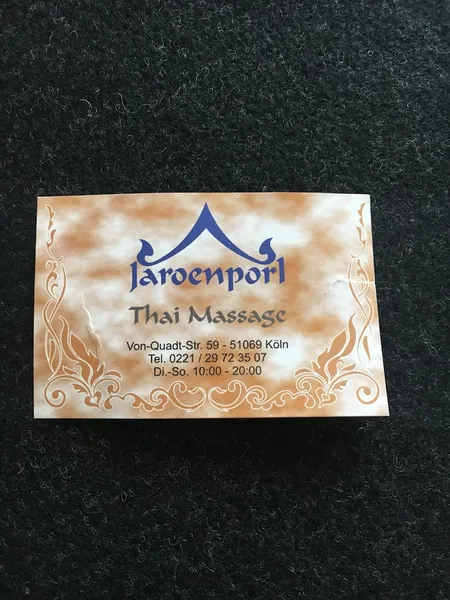 Jaroenporl
Thai Massage
Von-Quadt-Str. 59 - 51069 Köln
Tel. 0221 / 29 72 35 07
Di.-So. 10:00 - 20:00